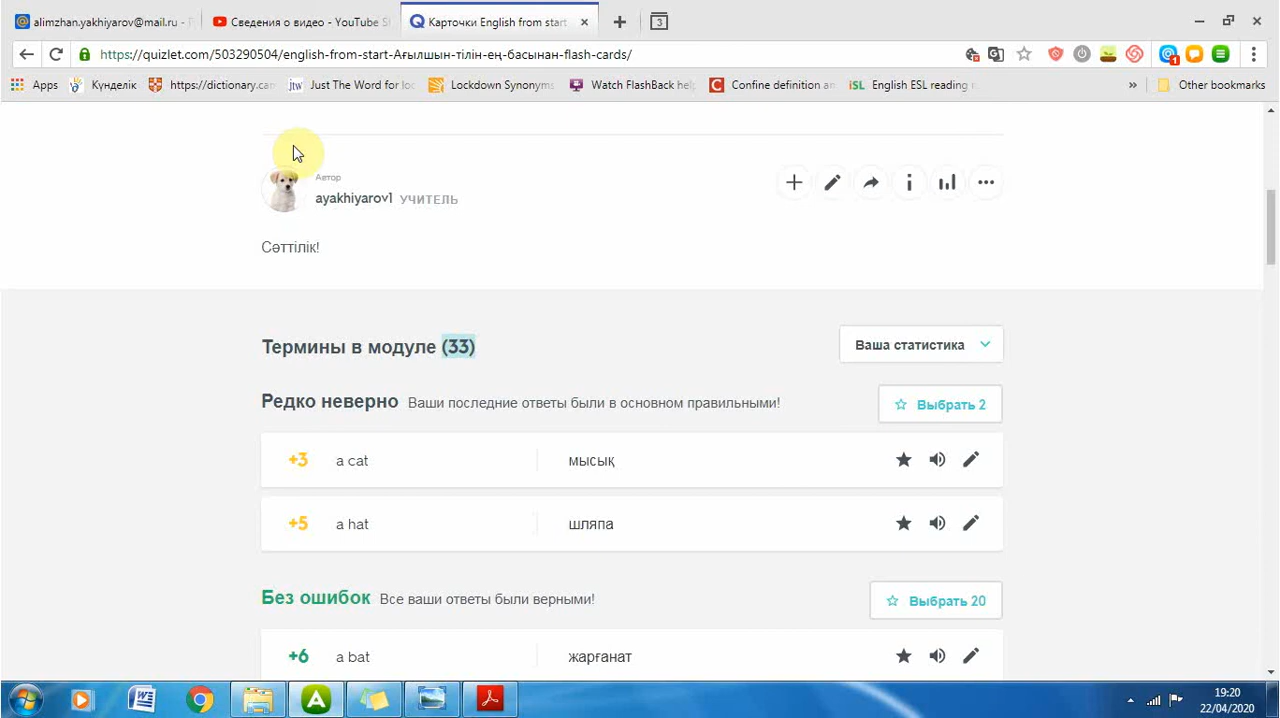 alimzhan.yakhiyarov@mail.ru - P
Сведения о видео - YouTube St
Карточки English from start
3
https://quizlet.com/503290504/english-from-start-Ағылшын-тілін-ең-басынан-flash-cards/
1
Apps
Күнделік
https://dictionary.can
Just The Word for loc
Lockdown Synonyms
Watch FlashBack help
Confine definition an
English ESL reading r
»
Other bookmarks
Автор
ayakhiyarov1 УЧИТЕЛЬ
Сәттілік!
Термины в модуле (33)
Ваша статистика
Редко неверно Ваши последние ответы были в основном правильными!
Выбрать 2
+3 a cat мысық
+5 a hat шляпа
Без ошибок Все ваши ответы были верными!
Выбрать 20
+6 a bat жарғанат
19:20
22/04/2020